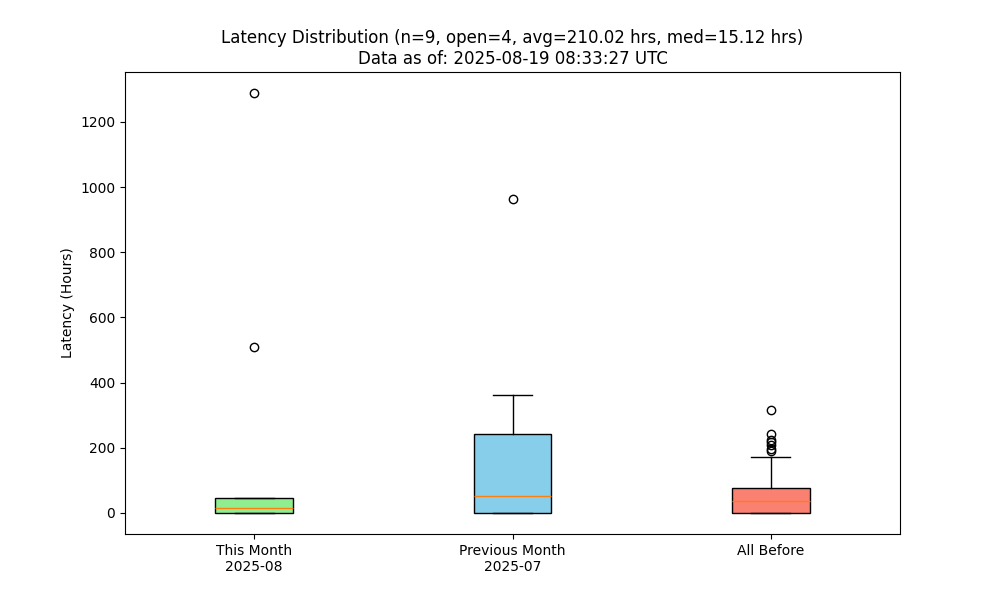 Latency Distribution (n=9, open=4, avg=210.02 hrs, med=15.12 hrs)
Data as of: 2025-08-19 08:33:27 UTC
Latency (Hours)
1200
1000
800
600
400
200
0
This Month
2025-08
Previous Month
2025-07
All Before